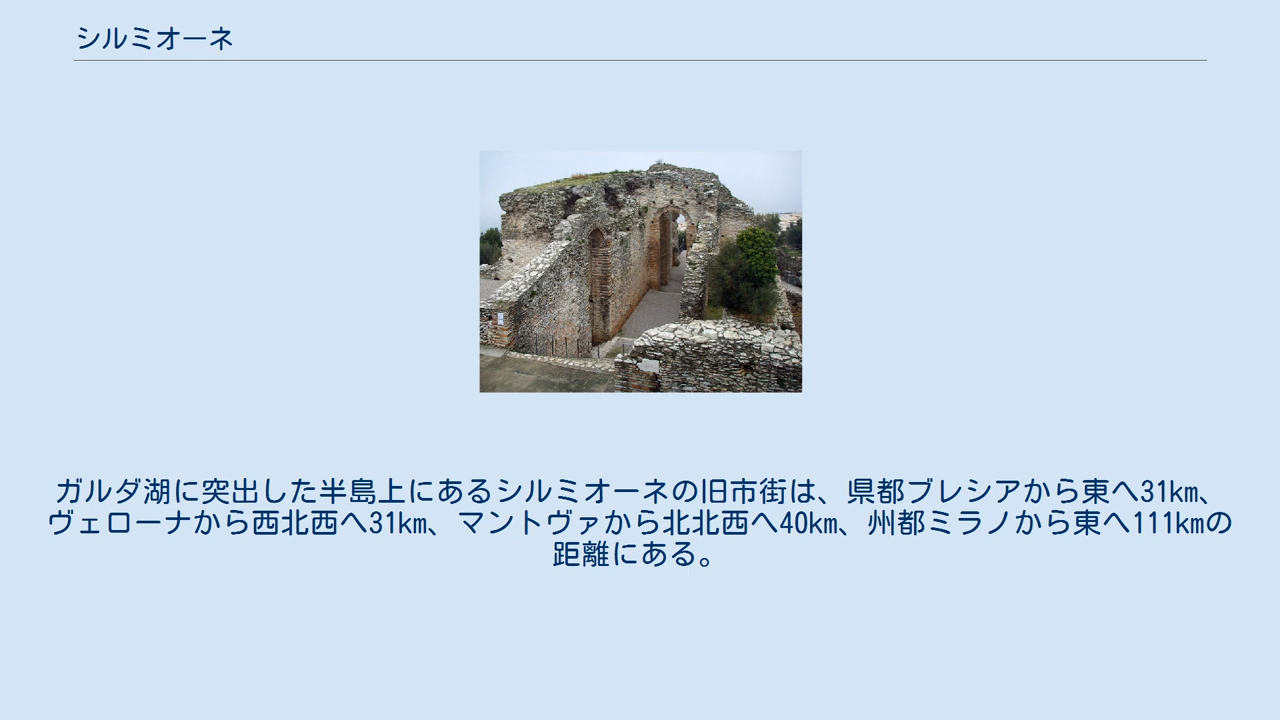 シルミオーネ
ガルダ湖に突出した半島上にあるシルミオーネの旧市街は、県都ブレシアから東へ31km、
ヴェローナから西北西へ31km、マントヴァから北北西へ40km、州都ミラノから東へ111kmの
距離にある。